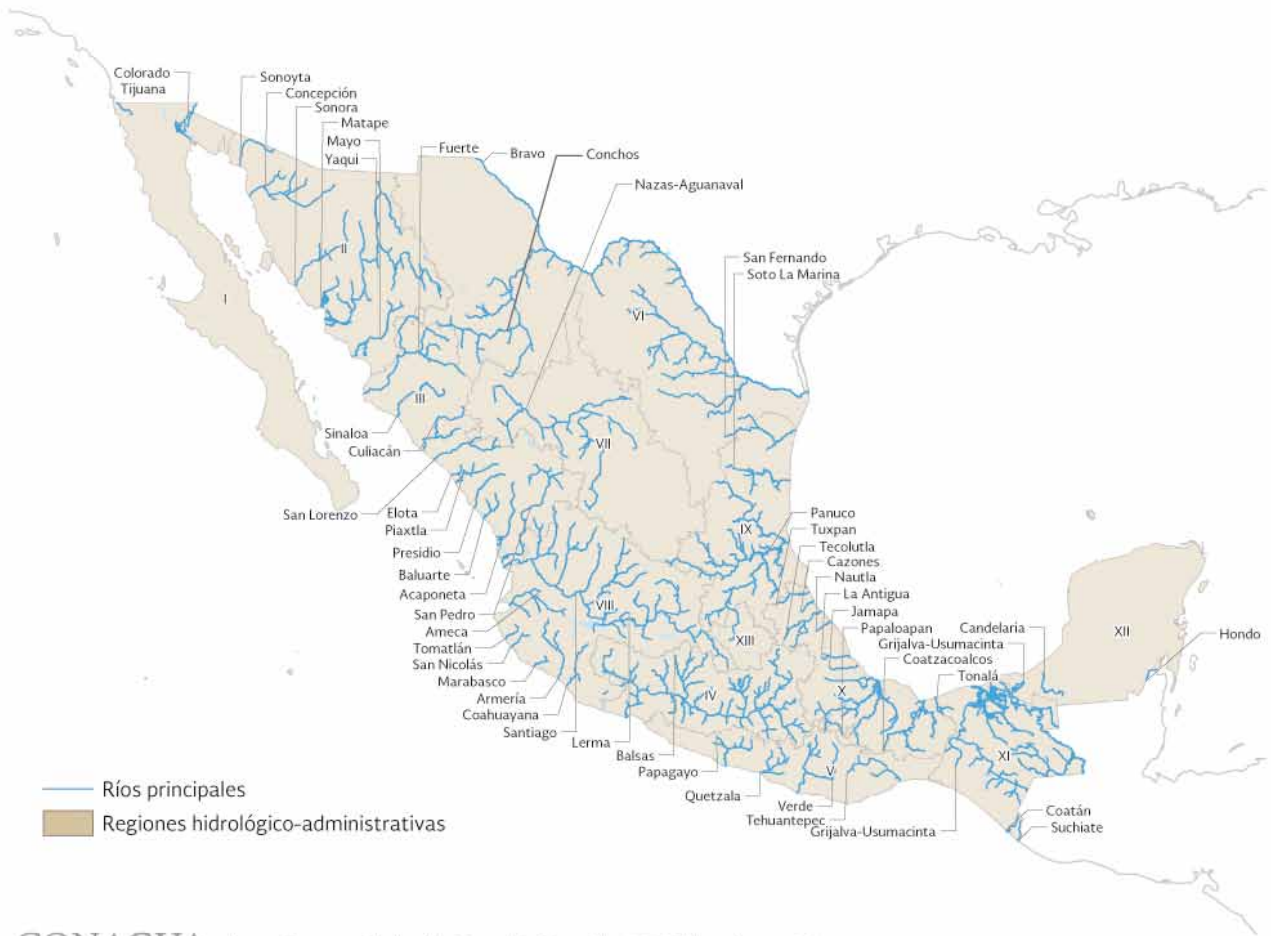 Colorado
Tijuana
Sonoyta
Concepción
Sonora
Matape
Mayo
Yaqui
Fuerte
Bravo
Conchos
Nazas-Aguanaval
San Fernando
Soto La Marina
I
II
VI
III
Sinaloa
Culiacán
VII
San Lorenzo
Elota
Piaxtla
Presidio
Baluarte
Acaponeta
San Pedro
Ameca
Tomatlán
San Nicolás
Marabasco
Armería
Coahuayana
Santiago
Lerma
Balsas
Papagayo
Quetzala
Verde
Tehuantepec
Grijalva-Usumacinta
IX
Panuco
Tuxpan
Tecolutla
Cazones
Nautla
La Antigua
Jamapa
Papaloapan
Candelaria
Grijalva-Usumacinta
Coatzacoalcos
Tonalá
VIII
XIII
IV
X
V
XI
XII
Hondo
Coatán
Suchiate
Ríos principales
Regiones hidrológico-administrativas